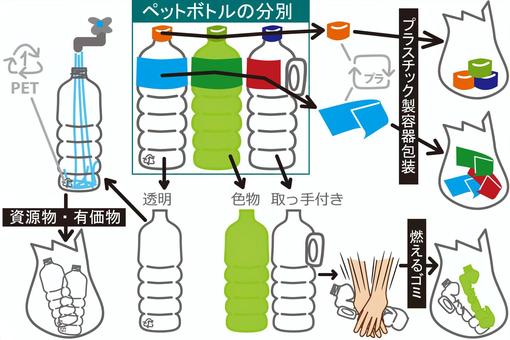 ペットボトルの分別
PET
プラ
プラスチック製容器包装
透明
色物
取っ手付き
資源物・有価物
燃えるゴミ